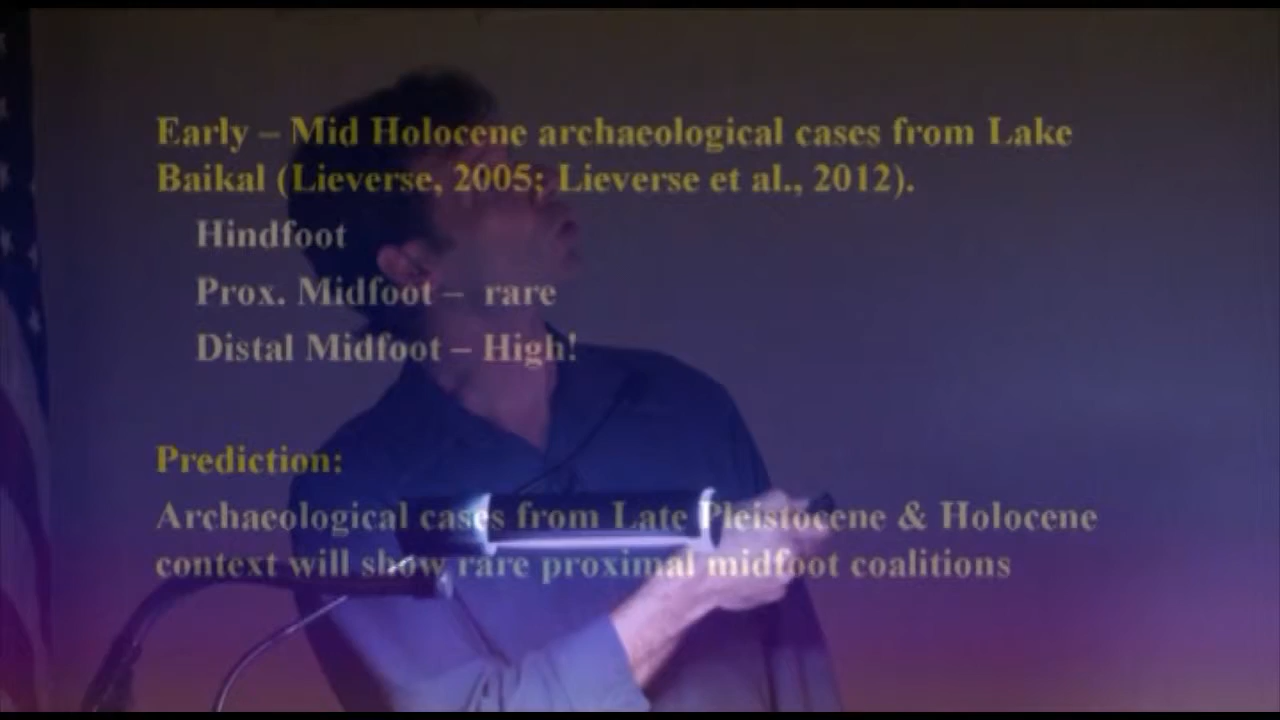 Early – Mid Holocene archaeological cases from Lake
Baikal (Lieverse, 2005; Lieverse et al., 2012).
Hindfoot
Prox. Midfoot – rare
Distal Midfoot – High!
Prediction:
Archaeological cases from Late Pleistocene & Holocene
context will show rare proximal midfoot coalitions